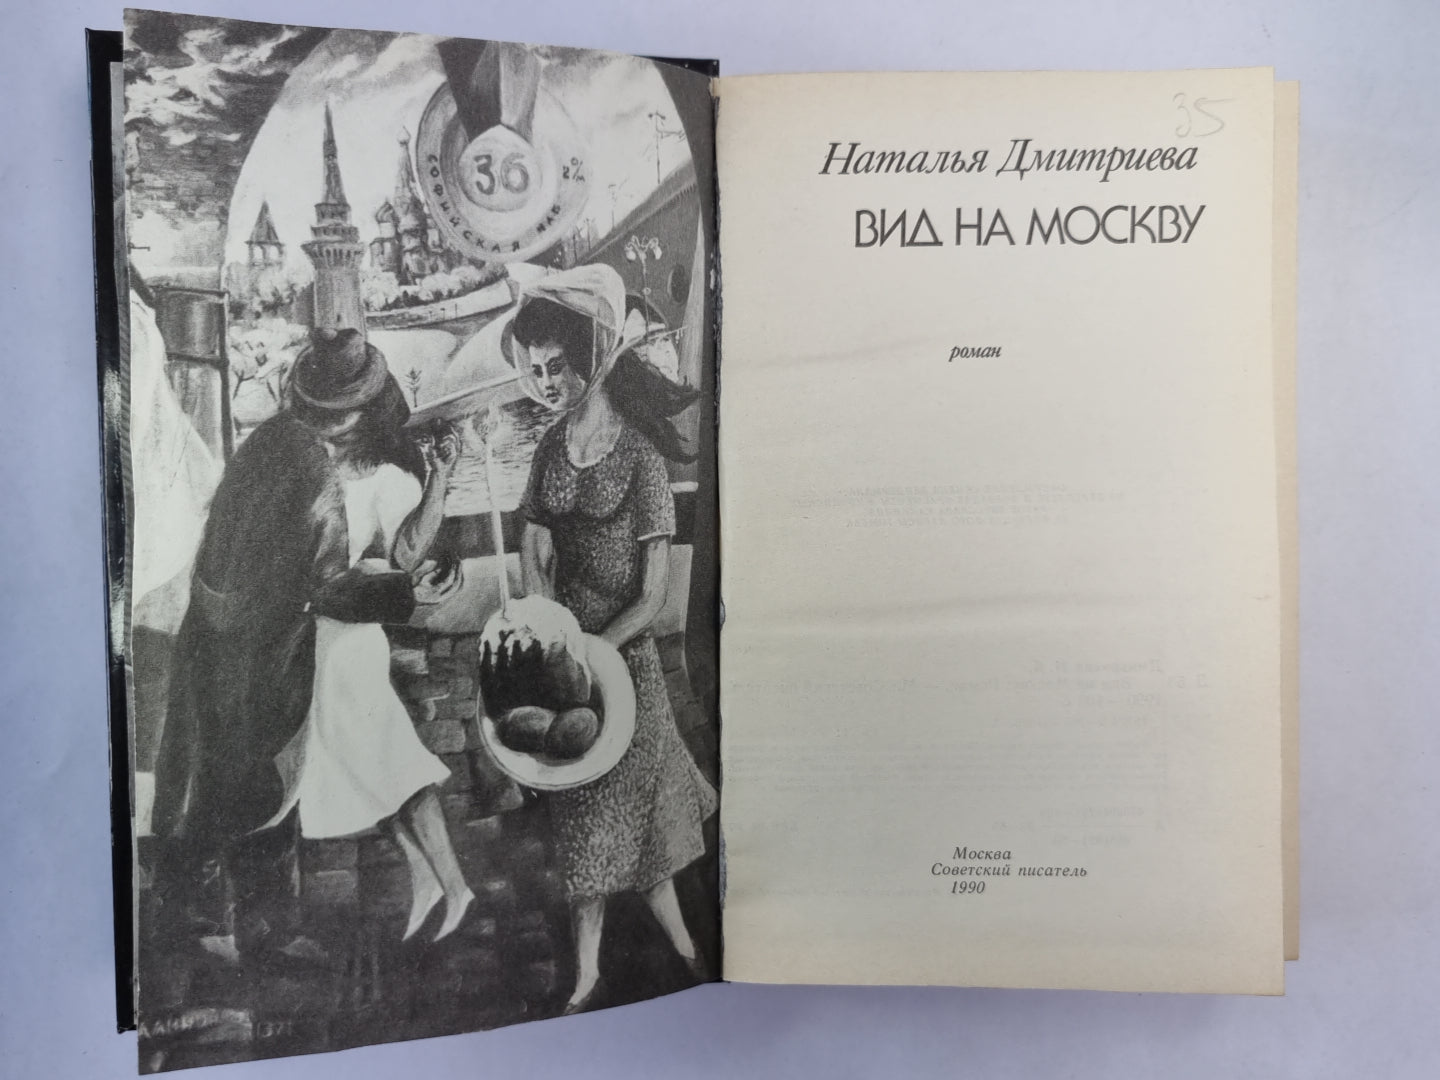 36
СОФИЙСКАЯ НАБ
35
Наталья Дмитриева
ВИД НА МОСКВУ
роман
Москва
Советский писатель
1990